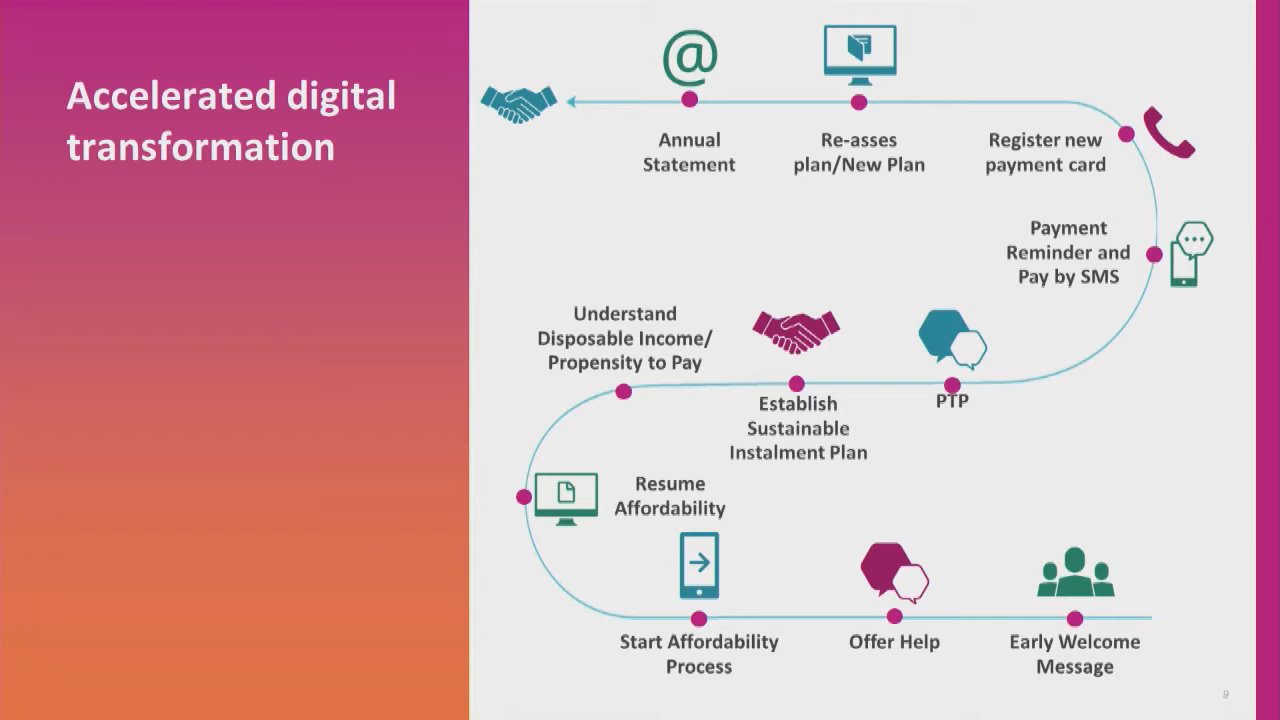 Accelerated digital
transformation
@
Annual
Statement
Re-asses
plan/New Plan
Register new
payment card
Payment
Reminder and
Pay by SMS
Understand
Disposable Income/
Propensity to Pay
Establish
Sustainable
Instalment Plan
PTP
Resume
Affordability
Start Affordability
Process
Offer Help
Early Welcome
Message
9